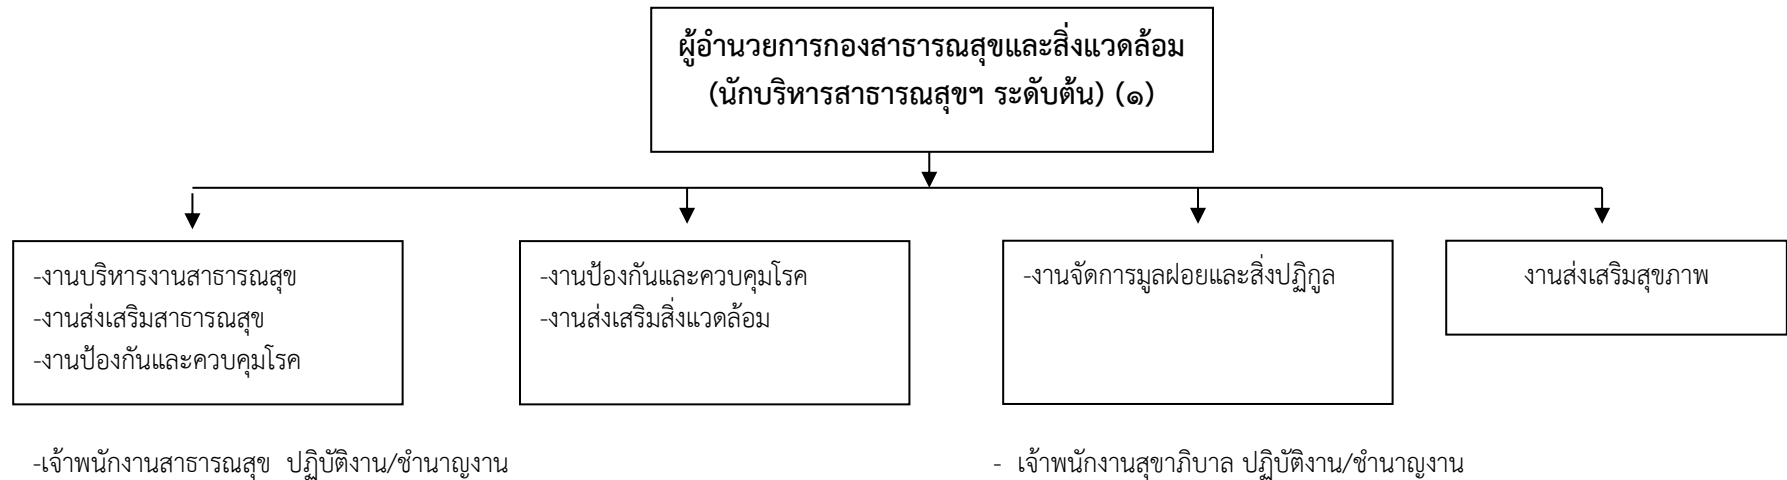 ผู้อำนวยการกองสาธารณสุขและสิ่งแวดล้อม
(นักบริหารสาธารณสุขฯ ระดับต้น) (๑)
-งานบริหารงานสาธารณสุข
-งานส่งเสริมสาธารณสุข
-งานป้องกันและควบคุมโรค
-งานป้องกันและควบคุมโรค
-งานส่งเสริมสิ่งแวดล้อม
-งานจัดการมูลฝอยและสิ่งปฏิกูล
งานส่งเสริมสุขภาพ
-เจ้าพนักงานสาธารณสุข ปฏิบัติงาน/ชำนาญงาน
- เจ้าพนักงานสุขาภิบาล ปฏิบัติงาน/ชำนาญงาน